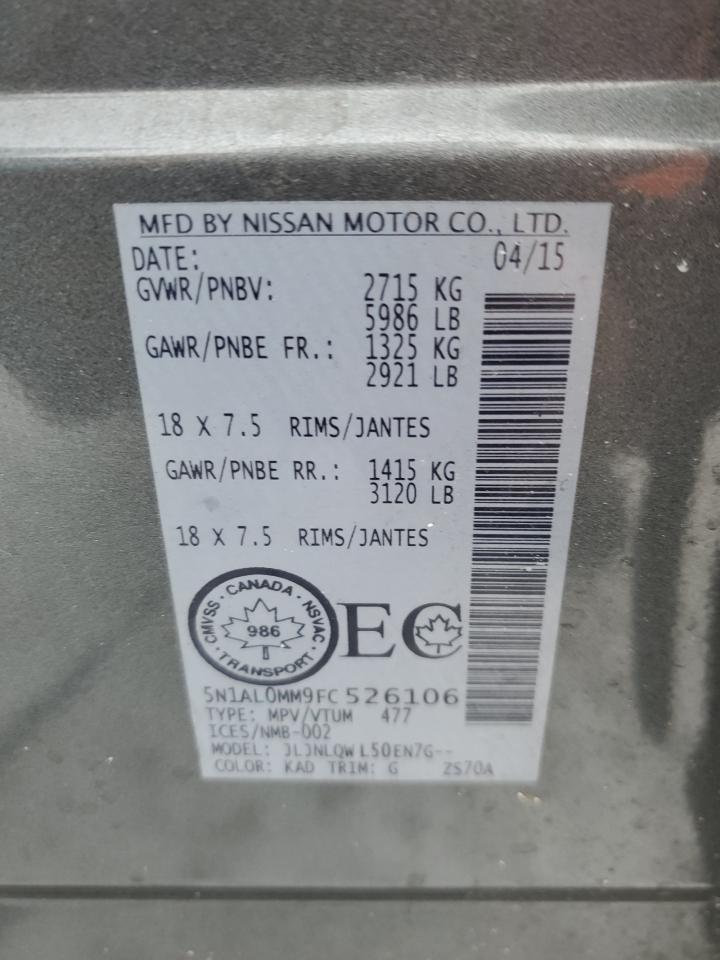 MFD BY NISSAN MOTOR CO., LTD.
DATE: 04/15
GVWR/PNBV: 2715 KG
5986 LB
GAWR/PNBE FR.: 1325 KG
2921 LB
18 X 7.5 RIMS/JANTES
GAWR/PNBE RR.: 1415 KG
3120 LB
18 X 7.5 RIMS/JANTES
CANADA · NSVAC · TRANSPORT · CMVSS ·
986
EC
5N1AL0MM9FC526106
TYPE: MPV/VTUM 477
ICES/NMB-002
MODEL: JLJNLQWL50EN7G--
COLOR: KAD TRIM: G ZS70A